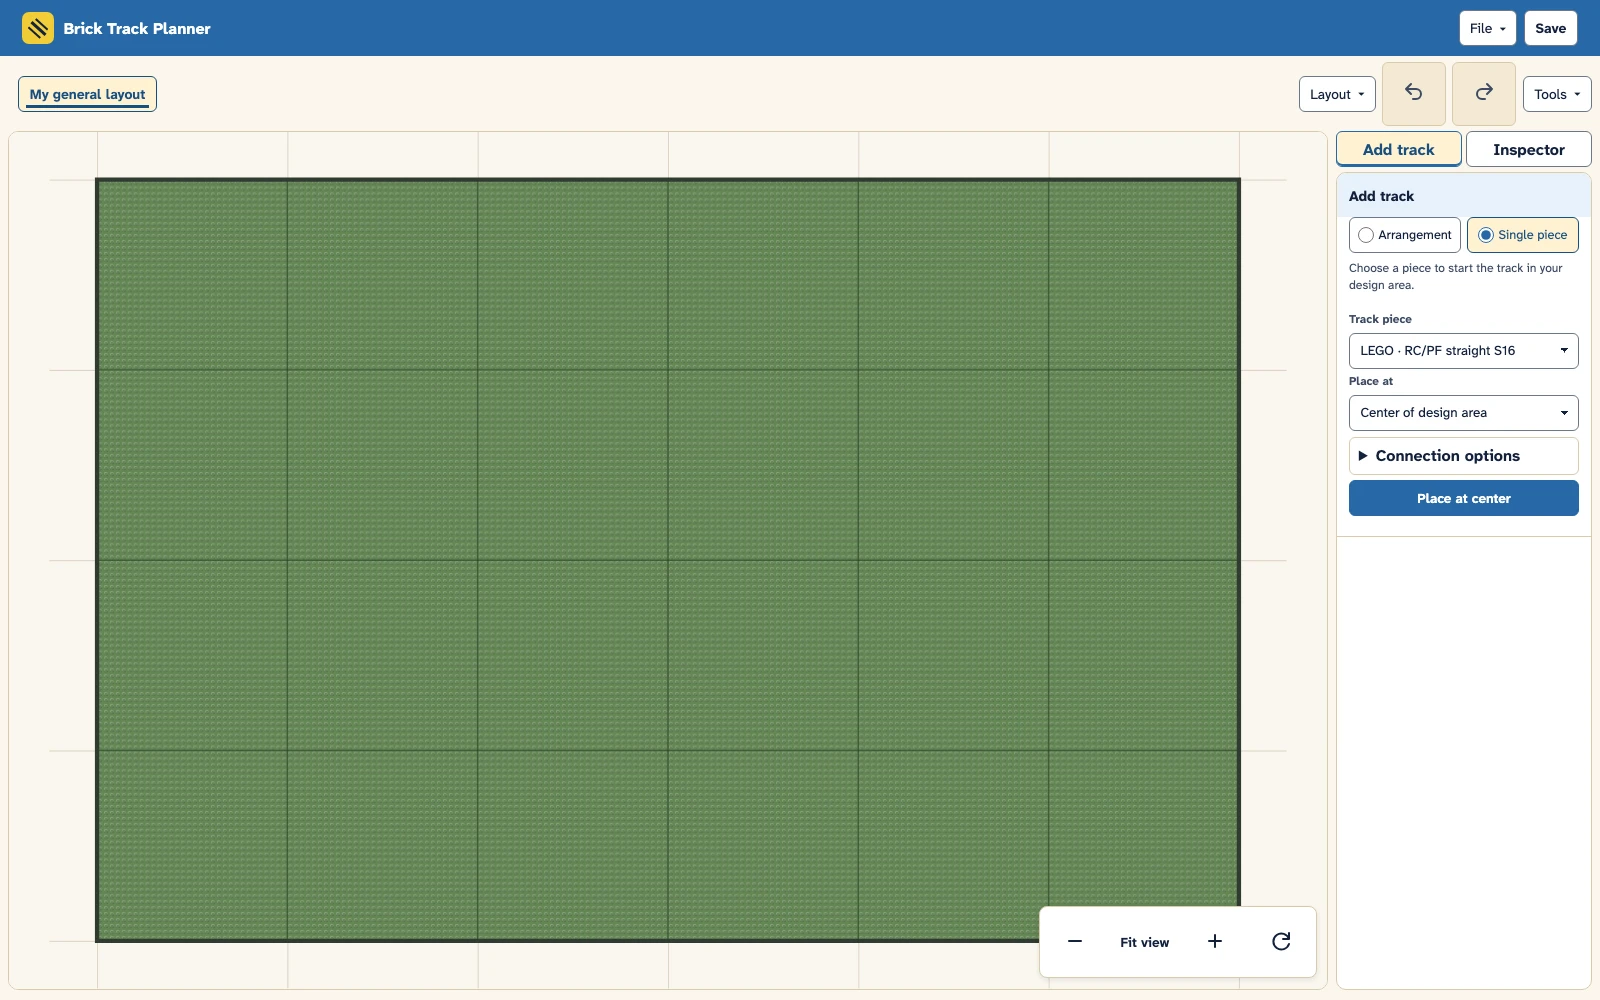 Brick Track Planner
File
Save
My general layout
Layout
Tools
Add track
Inspector
Add track
Arrangement
Single piece
Choose a piece to start the track in your
design area.
Track piece
LEGO · RC/PF straight S16
Place at
Center of design area
Connection options
Place at center
Fit view